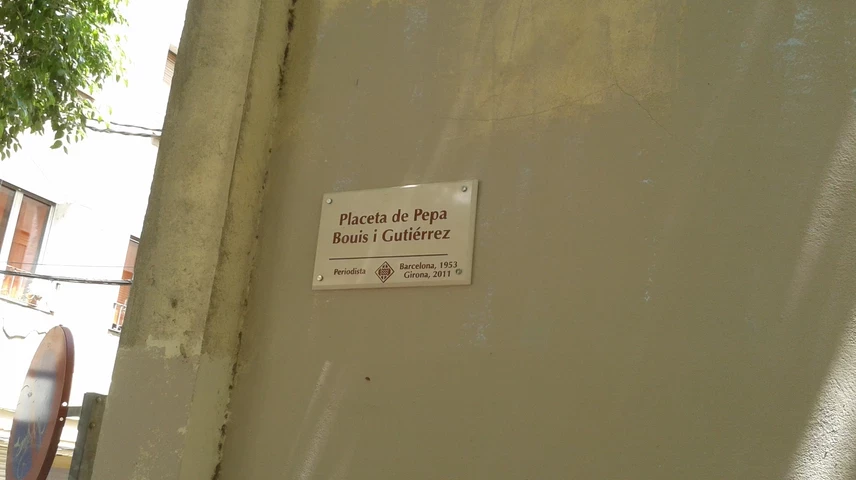 Placeta de Pepa
Bouis i Gutiérrez
Periodista
Barcelona, 1953
Girona, 2011